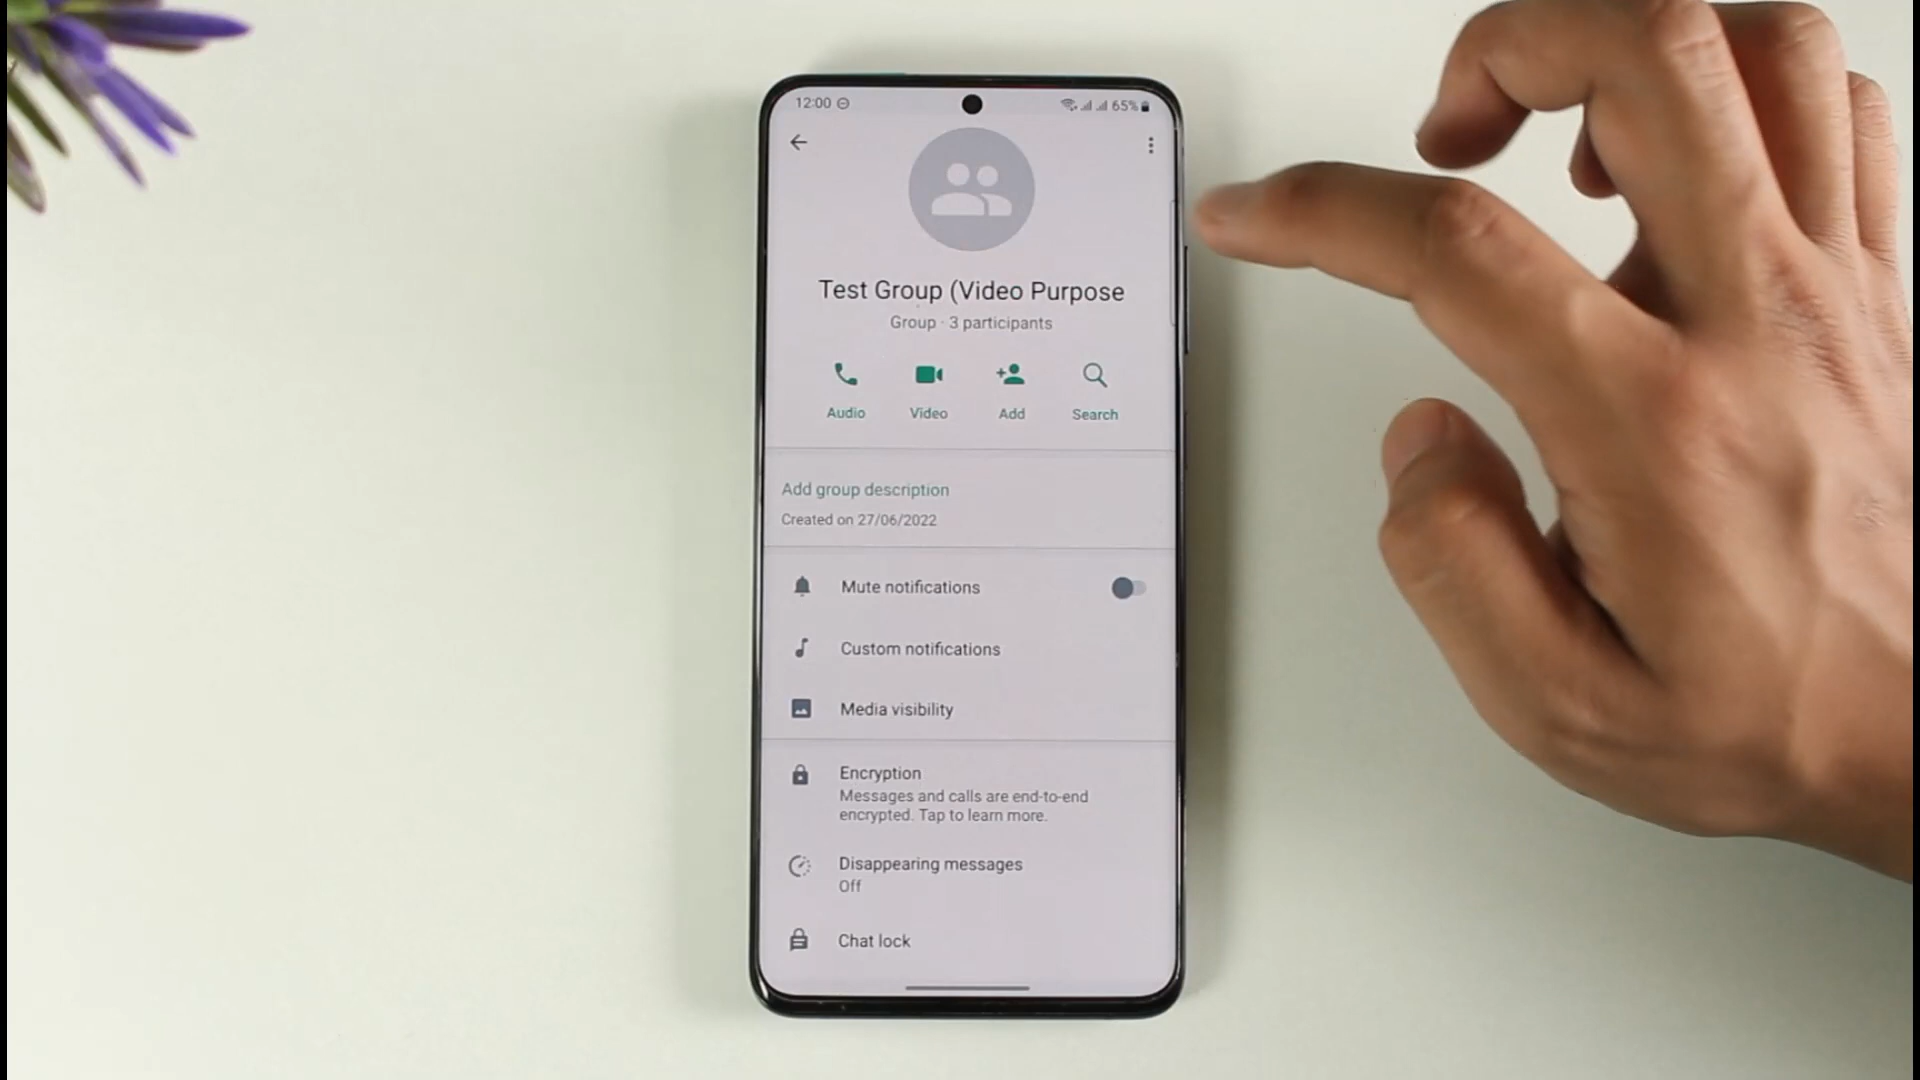 12:00
65%
Test Group (Video Purpose
Group · 3 participants
Audio Video Add Search
Add group description
Created on 27/06/2022
Mute notifications
Custom notifications
Media visibility
Encryption
Messages and calls are end-to-end
encrypted. Tap to learn more.
Disappearing messages
Off
Chat lock